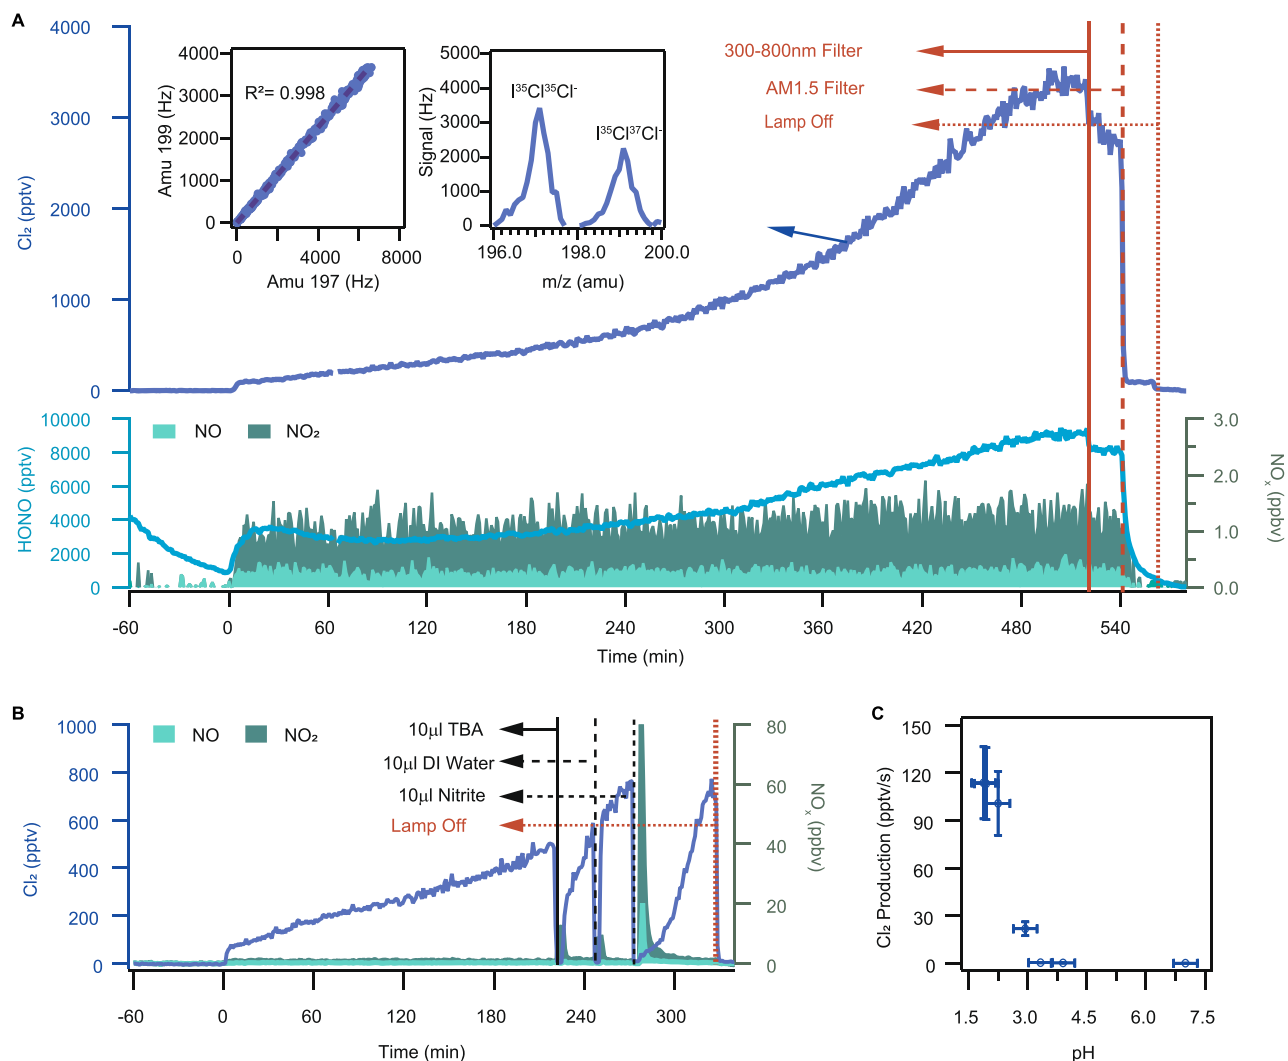 A
4000
3000
2000
1000
0
Cl₂ (pptv)
4000
3000
2000
1000
0
Amu 199 (Hz)
R²= 0.998
0 4000 8000
Amu 197 (Hz)
5000
4000
3000
2000
1000
0
Signal (Hz)
I³⁵Cl³⁵Cl⁻
I³⁵Cl³⁷Cl⁻
196.0 198.0 200.0
m/z (amu)
300-800nm Filter
AM1.5 Filter
Lamp Off
10000
8000
6000
4000
2000
0
HONO (pptv)
NO NO₂
3.0
2.0
1.0
0.0
NOₓ (ppbv)
-60 0 60 120 180 240 300 360 420 480 540
Time (min)
B
1000
800
600
400
200
0
Cl₂ (pptv)
NO NO₂
10µl TBA
10µl DI Water
10µl Nitrite
Lamp Off
80
60
40
20
0
NOₓ (ppbv)
-60 0 60 120 180 240 300
Time (min)
C
150
120
90
60
30
0
Cl₂ Production (pptv/s)
1.5 3.0 4.5 6.0 7.5
pH